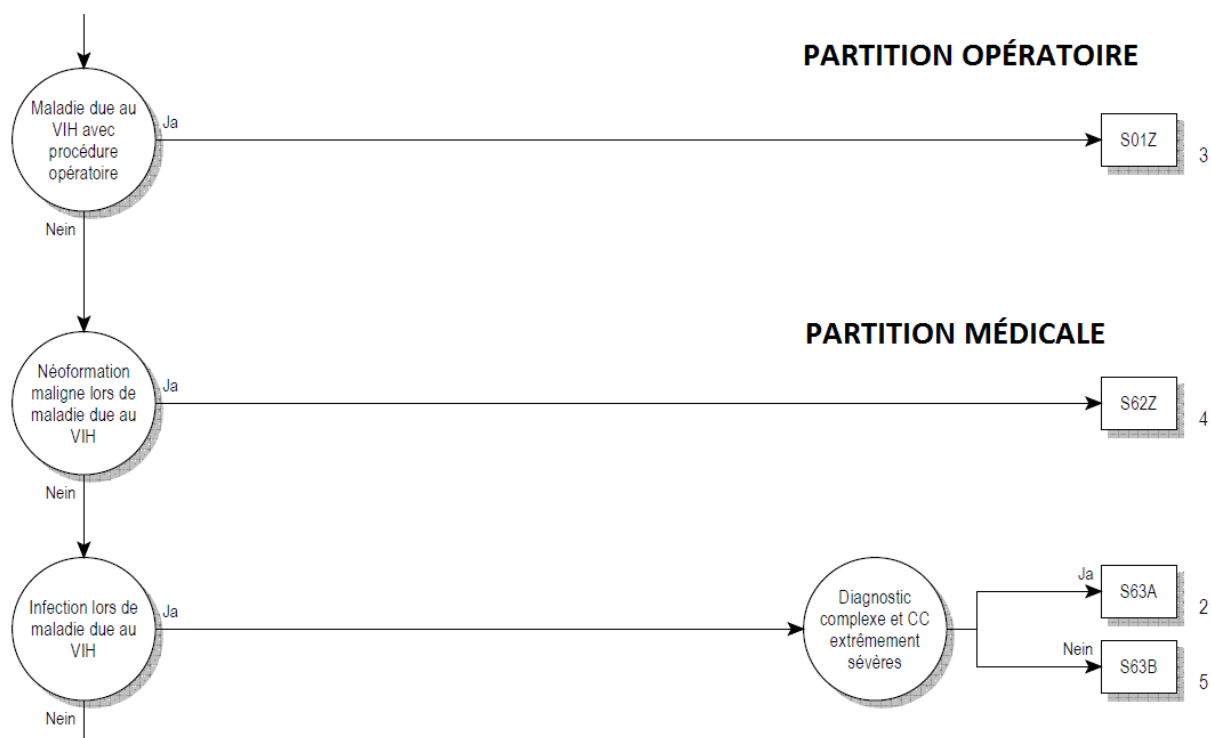 PARTITION OPÉRATOIRE
Maladie due au
VIH avec
procédure
opératoire
Ja
S01Z
3
Nein
PARTITION MÉDICALE
Néoformation
maligne lors de
maladie due au
VIH
Ja
S62Z
4
Nein
Infection lors de
maladie due au
VIH
Ja
Diagnostic
complexe et CC
extrêmement
sévères
Ja
S63A
2
Nein
S63B
5
Nein